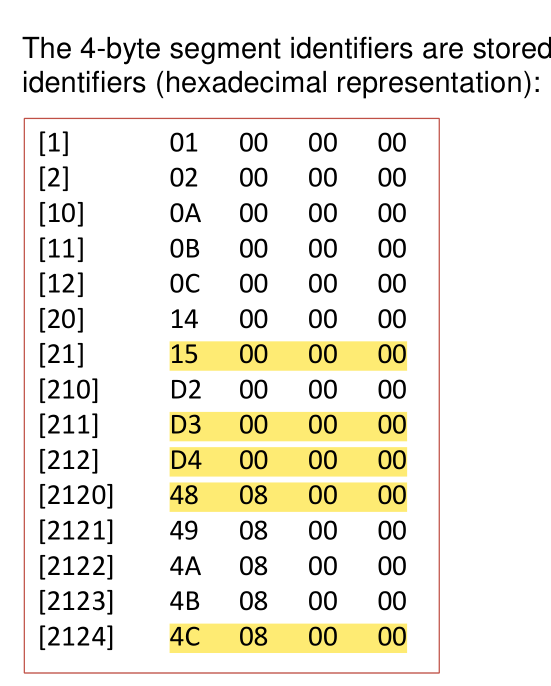 The 4-byte segment identifiers are stored
identifiers (hexadecimal representation):
[1] 01 00 00 00
[2] 02 00 00 00
[10] 0A 00 00 00
[11] 0B 00 00 00
[12] 0C 00 00 00
[20] 14 00 00 00
[21] 15 00 00 00
[210] D2 00 00 00
[211] D3 00 00 00
[212] D4 00 00 00
[2120] 48 08 00 00
[2121] 49 08 00 00
[2122] 4A 08 00 00
[2123] 4B 08 00 00
[2124] 4C 08 00 00